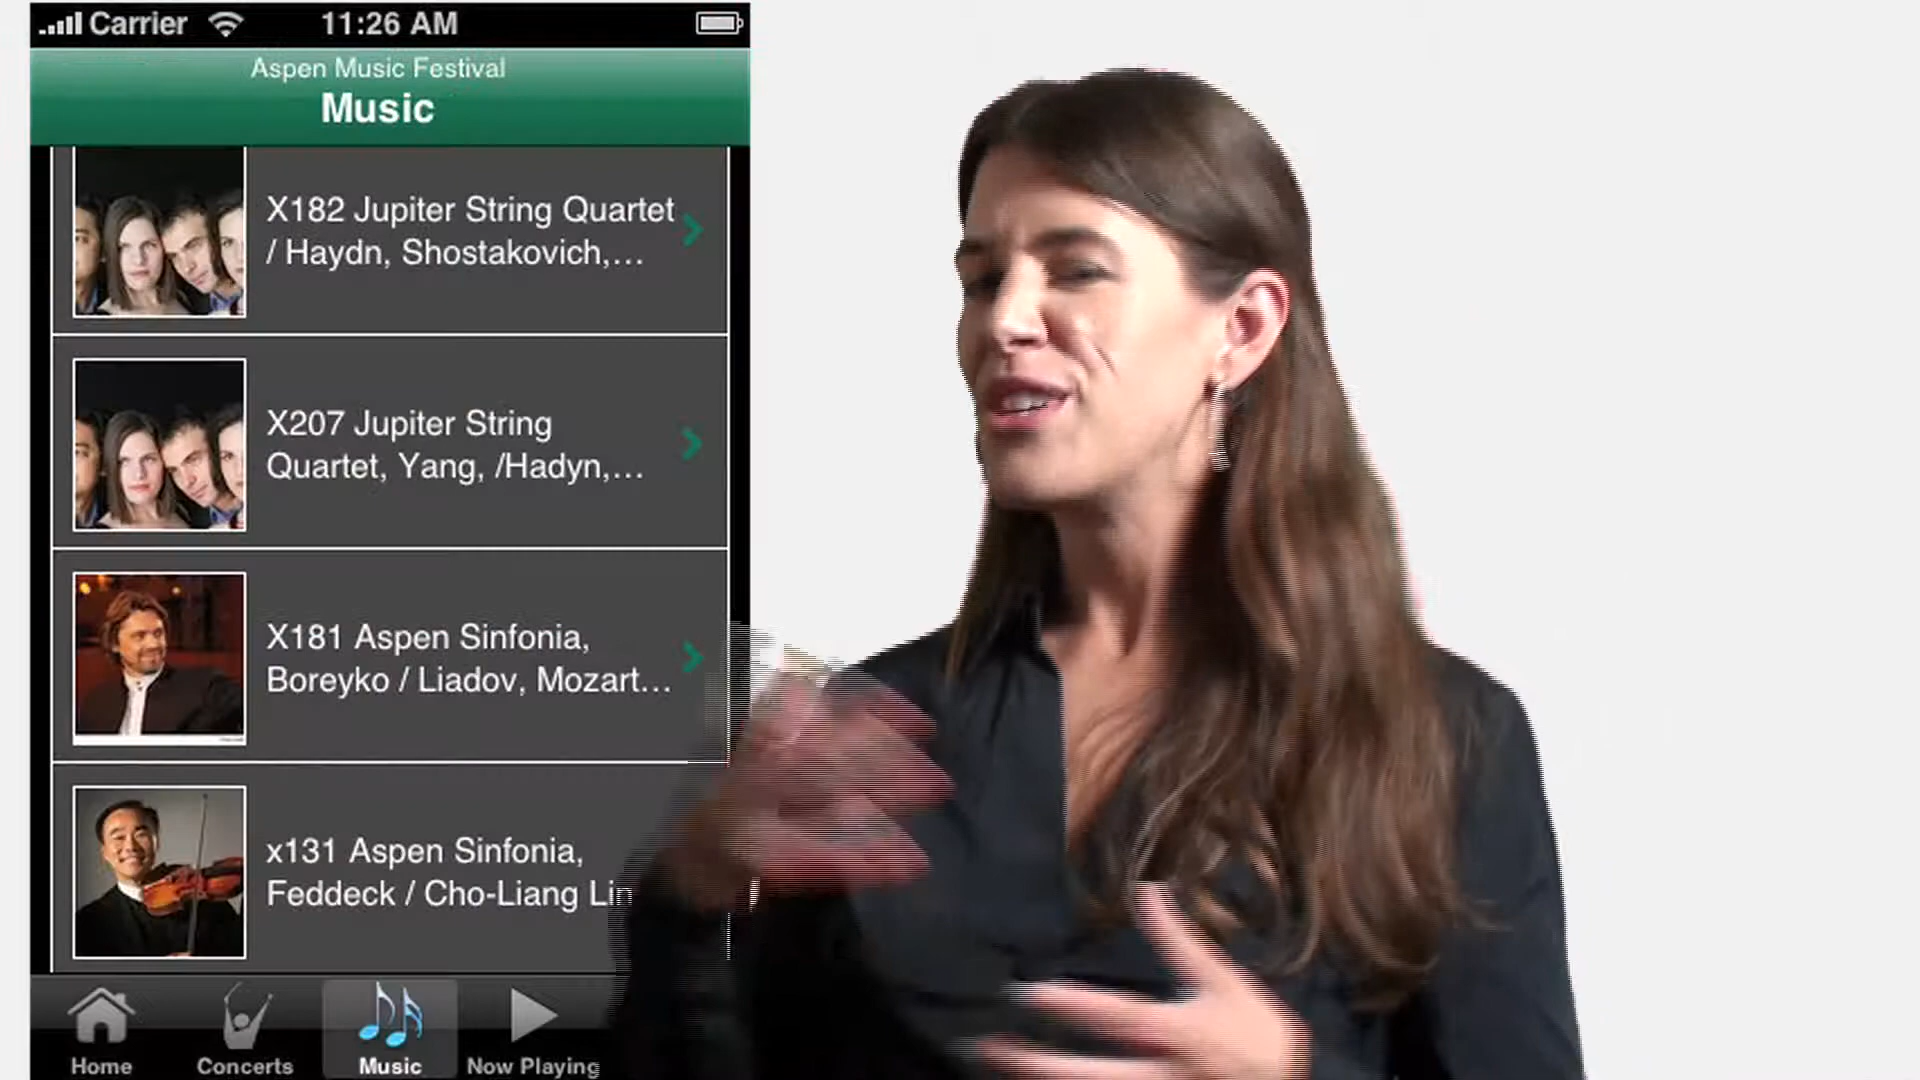 Carrier 11:26 AM
Aspen Music Festival
Music
X182 Jupiter String Quartet
/ Haydn, Shostakovich,...
X207 Jupiter String
Quartet, Yang, /Hadyn,...
X181 Aspen Sinfonia,
Boreyko / Liadov, Mozart...
x131 Aspen Sinfonia,
Feddeck / Cho-Liang Lin
Home Concerts Music Now Playing